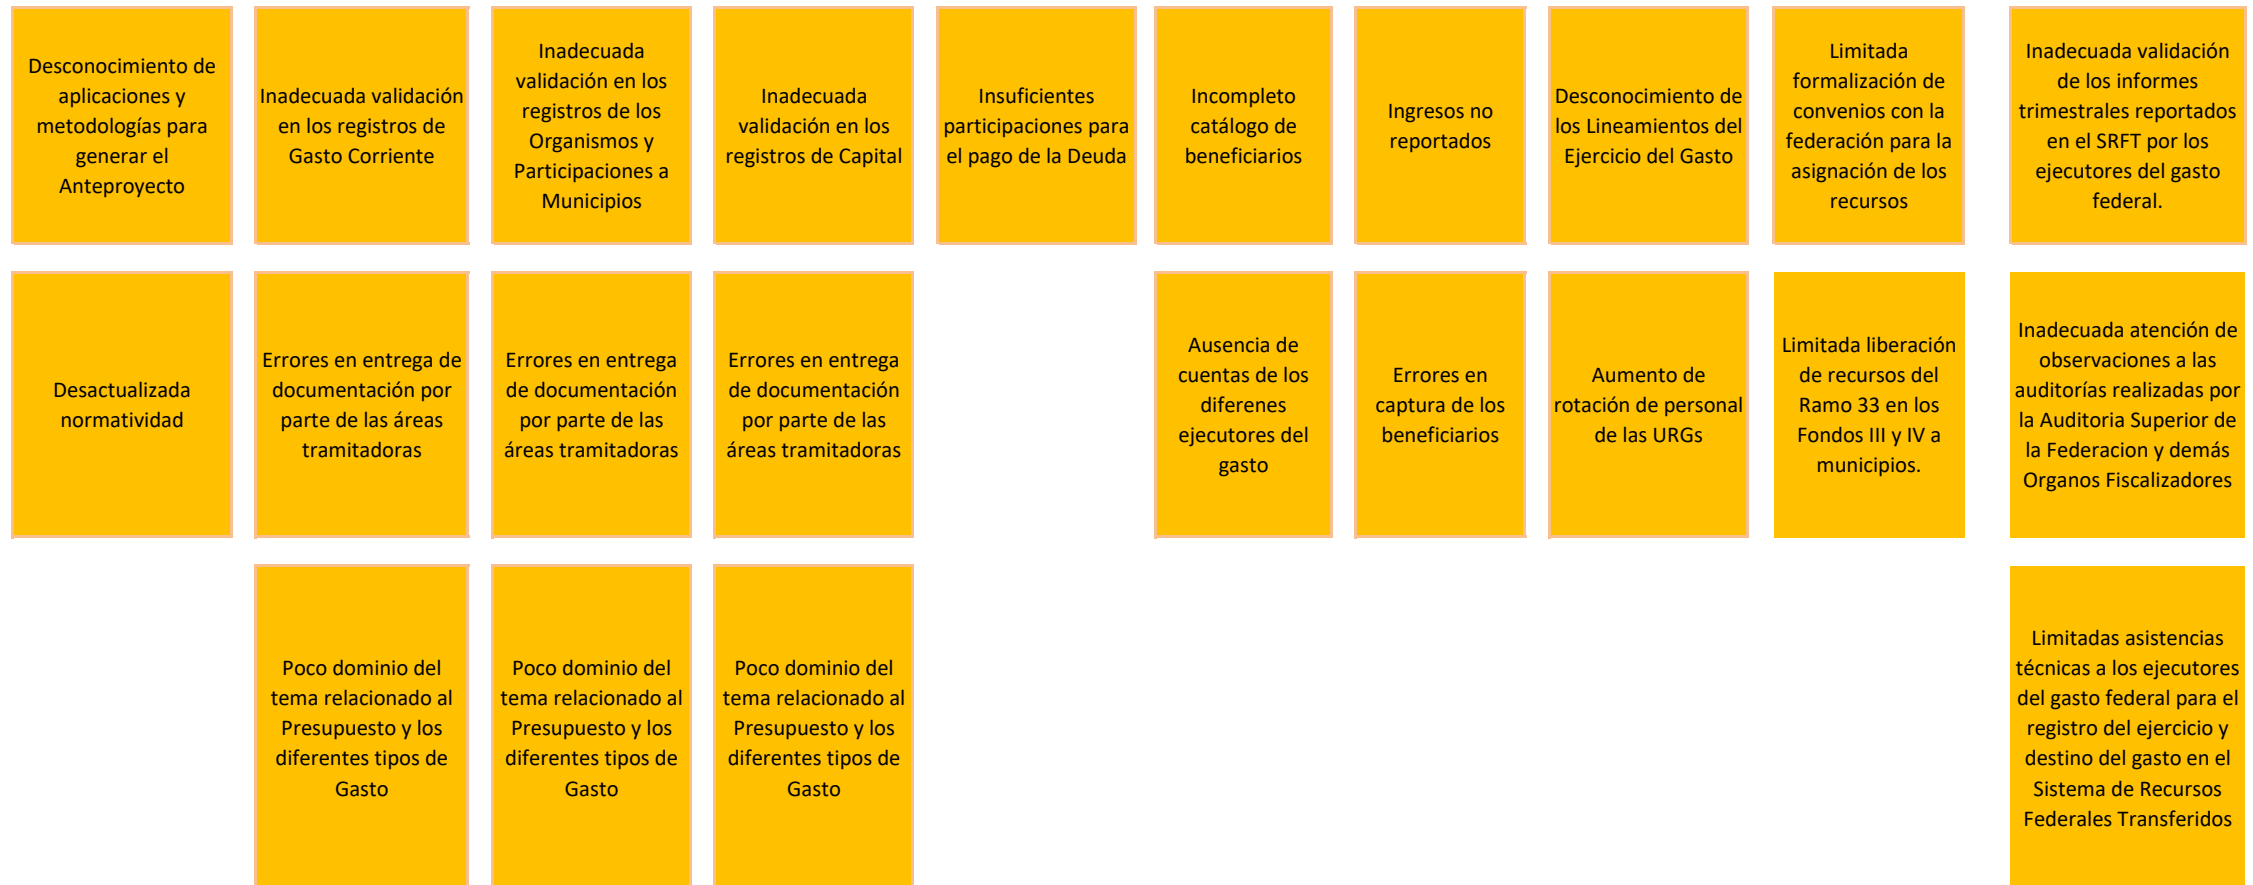 Desconocimiento de
aplicaciones y
metodologías para
generar el
Anteproyecto
Inadecuada validación
en los registros de
Gasto Corriente
Inadecuada
validación en los
registros de los
Organismos y
Participaciones a
Municipios
Inadecuada
validación en los
registros de Capital
Insuficientes
participaciones para
el pago de la Deuda
Incompleto
catálogo de
beneficiarios
Ingresos no
reportados
Desconocimiento de
los Lineamientos del
Ejercicio del Gasto
Limitada
formalización de
convenios con la
federación para la
asignación de los
recursos
Inadecuada validación
de los informes
trimestrales reportados
en el SRFT por los
ejecutores del gasto
federal.
Desactualizada
normatividad
Errores en entrega de
documentación por
parte de las áreas
tramitadoras
Errores en entrega
de documentación
por parte de las
áreas tramitadoras
Errores en entrega
de documentación
por parte de las
áreas tramitadoras
Ausencia de
cuentas de los
diferenes
ejecutores del
gasto
Errores en
captura de los
beneficiarios
Aumento de
rotación de personal
de las URGs
Limitada liberación
de recursos del
Ramo 33 en los
Fondos III y IV a
municipios.
Inadecuada atención de
observaciones a las
auditorías realizadas por
la Auditoria Superior de
la Federacion y demás
Organos Fiscalizadores
Poco dominio del
tema relacionado al
Presupuesto y los
diferentes tipos de
Gasto
Poco dominio del
tema relacionado al
Presupuesto y los
diferentes tipos de
Gasto
Poco dominio del
tema relacionado al
Presupuesto y los
diferentes tipos de
Gasto
Limitadas asistencias
técnicas a los ejecutores
del gasto federal para el
registro del ejercicio y
destino del gasto en el
Sistema de Recursos
Federales Transferidos